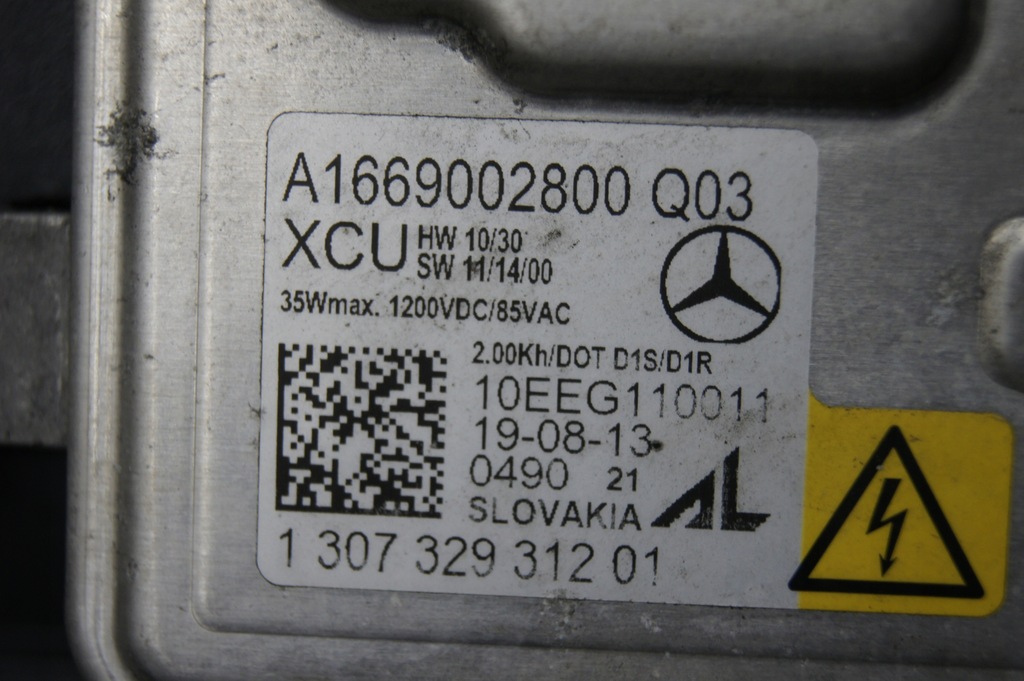 A1669002800 Q03
XCU HW 10/30
SW 11/14/00
35Wmax. 1200VDC/85VAC
2.00Kh/DOT D1S/D1R
10EEG110011
19-08-13
0490 21
SLOVAKIA AL
1 307 329 312 01